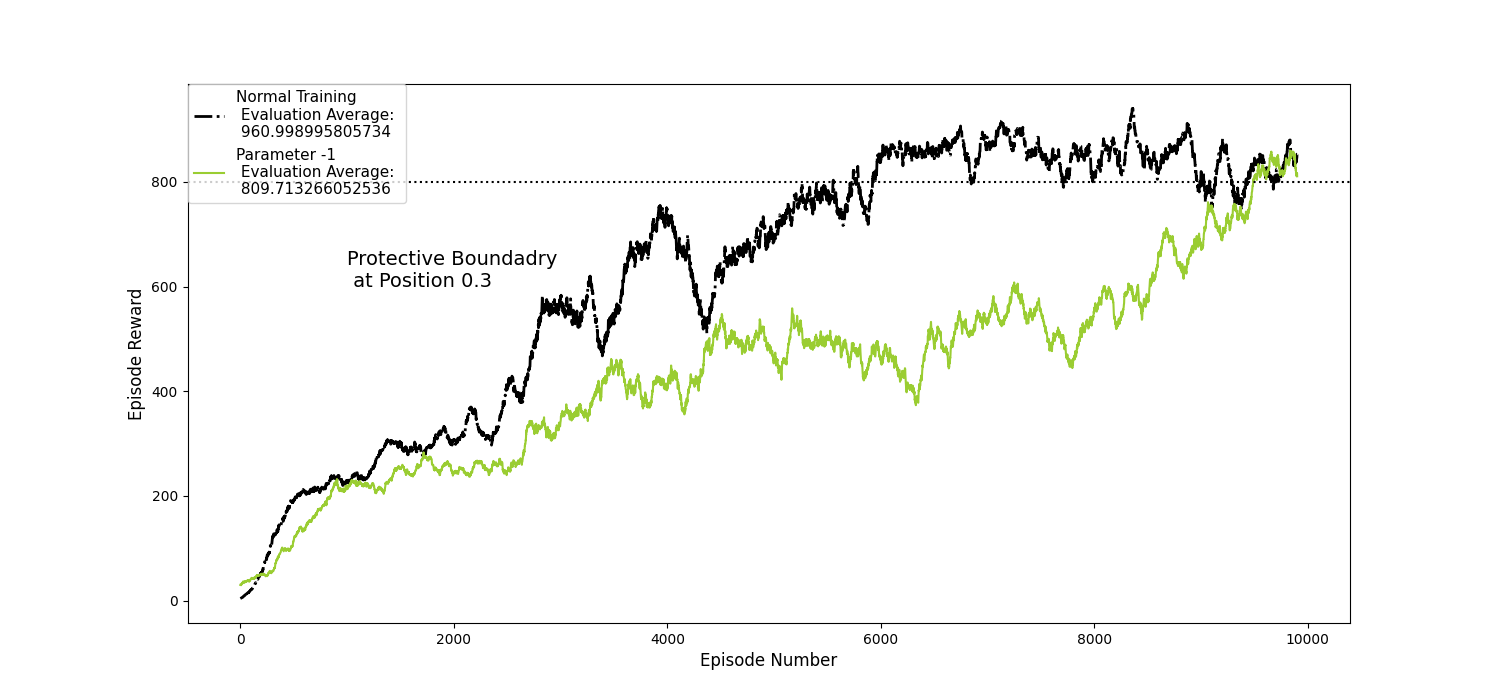 Normal Training
Evaluation Average:
960.998995805734
Parameter -1
Evaluation Average:
809.713266052536
Protective Boundadry
at Position 0.3
800
600
400
200
0
Episode Reward
0 2000 4000 6000 8000 10000
Episode Number